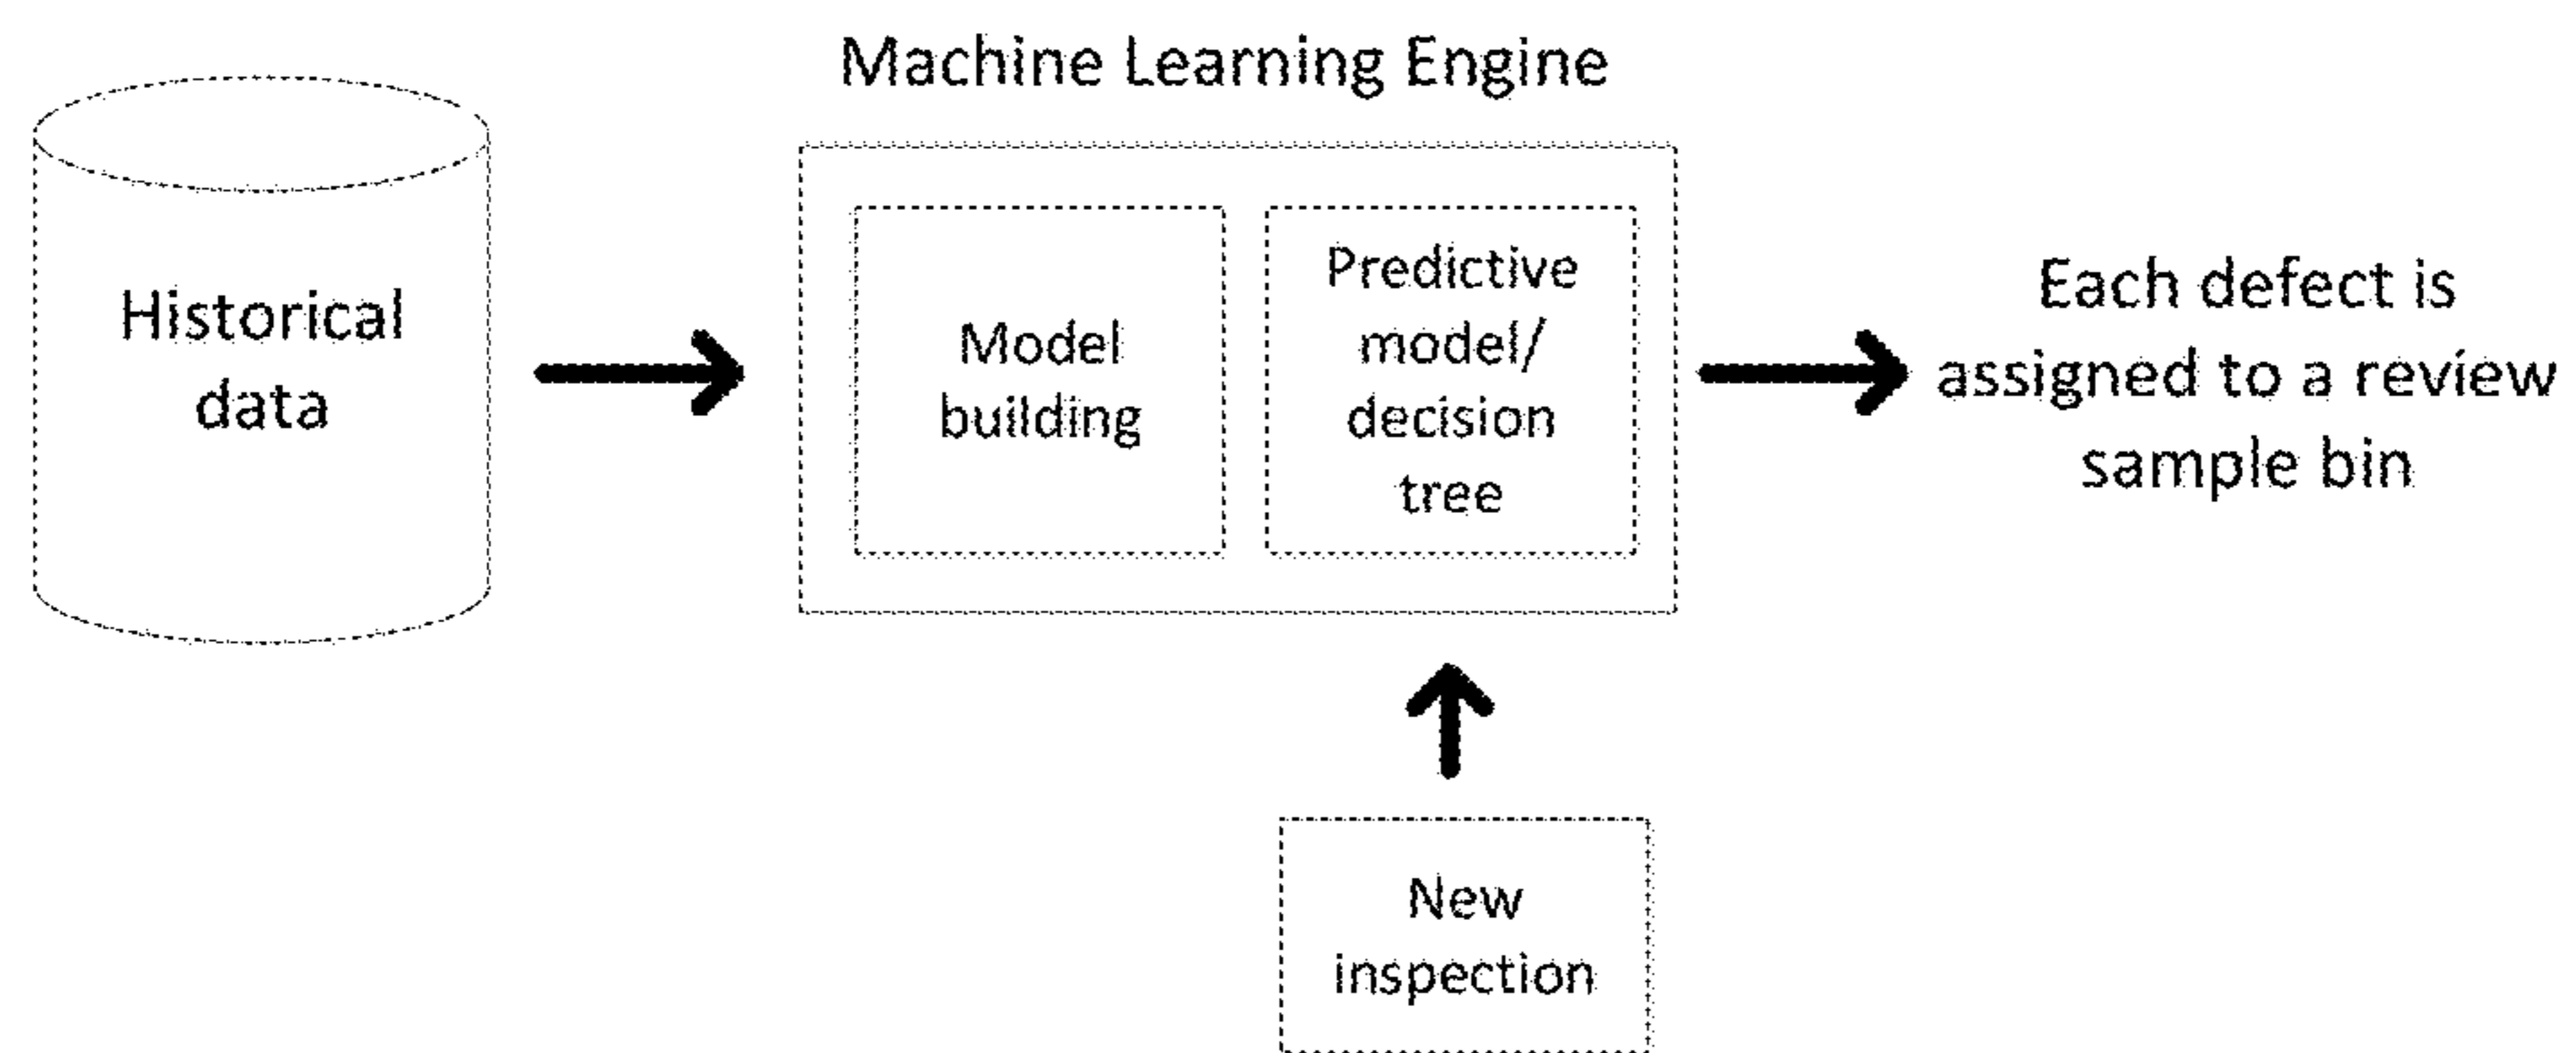 Machine Learning Engine
Historical
data
Model
building
Predictive
model/
decision
tree
Each defect is
assigned to a review
sample bin
New
inspection